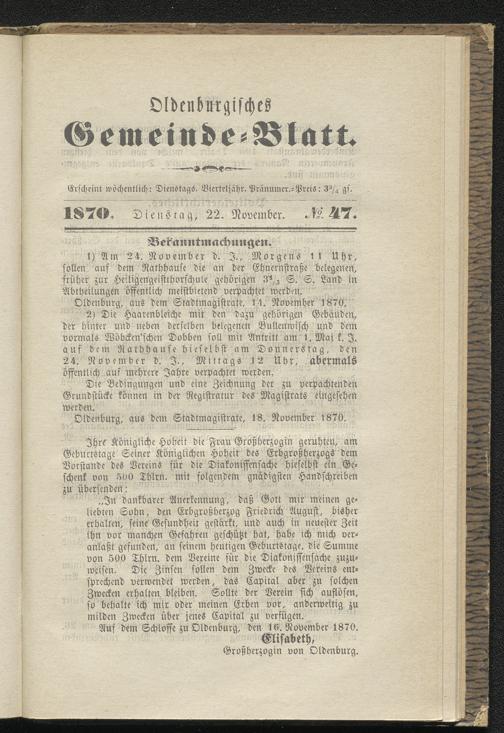 Oldenburgisches
Gemeinde-Blatt.
Erscheint wöchentlich: Dienstags. Vierteljähr. Pränumer.-Preis: 3¾ gs.
1870. Dienstag, 22. November. № 47.
Bekanntmachungen.
1) Am 24. November d. J., Morgens 11 Uhr,
sollen auf dem Rathhause die an der Ehnernstraße belegenen,
früher zur Heiligengeistthorschule gehörigen S. S. Land in
Abtheilungen öffentlich meistbietend verpachtet werden.
Oldenburg, aus dem Stadtmagistrate, 14. November 1870.
2) Die Haarenbleiche mit den dazu gehörigen Gebäuden,
der hinter und neben derselben belegenen Bullenwisch und dem
vormals Wöbcken'schen Dobben soll mit Antritt am 1. Mai k. J.
auf dem Rathhause hieselbst am Donnerstag, den
24. November d. J., Mittags 12 Uhr, abermals
öffentlich auf mehrere Jahre verpachtet werden.
Die Bedingungen und eine Zeichnung der zu verpachtenden
Grundstücke können in der Registratur des Magistrats eingesehen
werden.
Oldenburg, aus dem Stadtmagistrate, 18. November 1870.
Ihre Königliche Hoheit die Frau Großherzogin geruhten, am
Geburtstage Seiner Königlichen Hoheit des Erbgroßherzogs dem
Vorstande des Vereins für die Diakonissensache hieselbst ein Ge-
schenk von 500 Thlrn. mit folgendem gnädigsten Handschreiben
zu übersenden:
„In dankbarer Anerkennung, daß Gott mir meinen ge-
liebten Sohn, den Erbgroßherzog Friedrich August, bisher
erhalten, seine Gesundheit gestärkt, und auch in neuester Zeit
ihn vor manchen Gefahren geschützt hat, habe ich mich ver-
anlaßt gefunden, an seinem heutigen Geburtstage, die Summe
von 500 Thlrn. dem Vereine für die Diakonissensache zuzu-
weisen. Die Zinsen sollen dem Zwecke des Vereins ent-
sprechend verwendet werden, das Capital aber zu solchen
Zwecken erhalten bleiben. Sollte der Verein sich auflösen,
so behalte ich mir oder meinen Erben vor, anderweitig zu
milden Zwecken über jenes Capital zu verfügen.
Auf dem Schlosse zu Oldenburg, den 16. November 1870.
Elisabeth,
Großherzogin von Oldenburg.